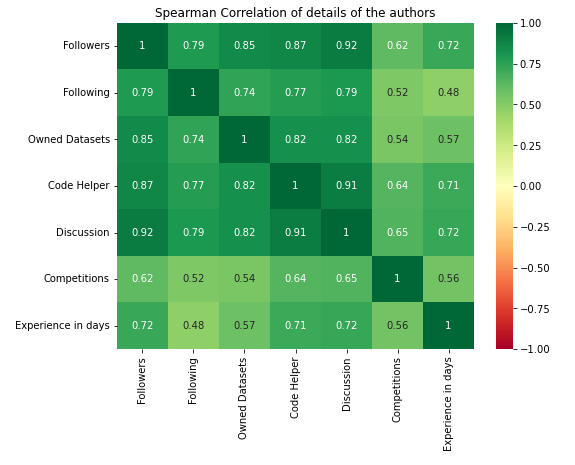 Spearman Correlation of details of the authors
Followers 1 0.79 0.85 0.87 0.92 0.62 0.72
Following 0.79 1 0.74 0.77 0.79 0.52 0.48
Owned Datasets 0.85 0.74 1 0.82 0.82 0.54 0.57
Code Helper 0.87 0.77 0.82 1 0.91 0.64 0.71
Discussion 0.92 0.79 0.82 0.91 1 0.65 0.72
Competitions 0.62 0.52 0.54 0.64 0.65 1 0.56
Experience in days 0.72 0.48 0.57 0.71 0.72 0.56 1
Followers
Following
Owned Datasets
Code Helper
Discussion
Competitions
Experience in days
1.00
0.75
0.50
0.25
0.00
−0.25
−0.50
−0.75
−1.00